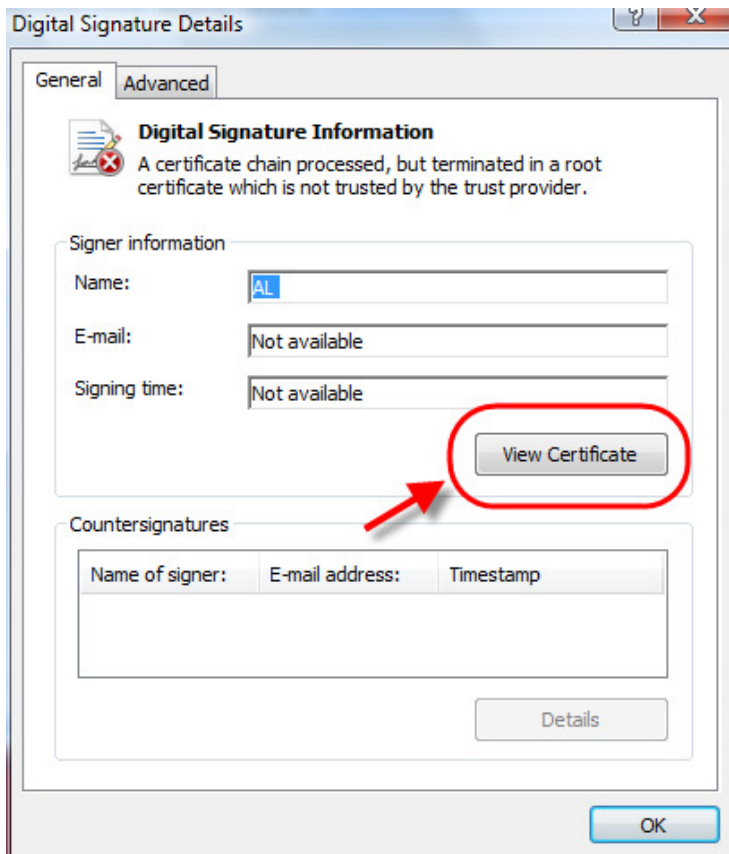 Digital Signature Details
General Advanced
Digital Signature Information
A certificate chain processed, but terminated in a root
certificate which is not trusted by the trust provider.
Signer information
Name: AL
E-mail: Not available
Signing time: Not available
View Certificate
Countersignatures
Name of signer: E-mail address: Timestamp
Details
OK